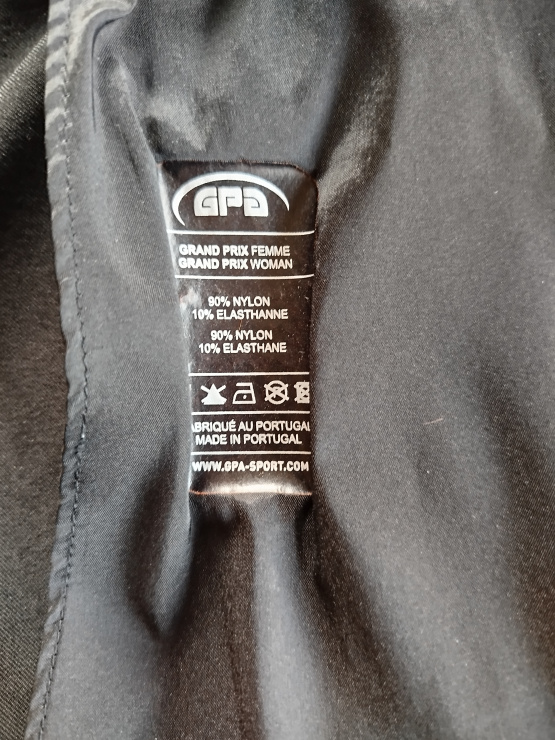 GPA
GRAND PRIX FEMME
GRAND PRIX WOMAN
90% NYLON
10% ELASTHANNE
90% NYLON
10% ELASTHANE
ABRIQUÉ AU PORTUGAL
MADE IN PORTUGAL
WWW.GPA-SPORT.COM